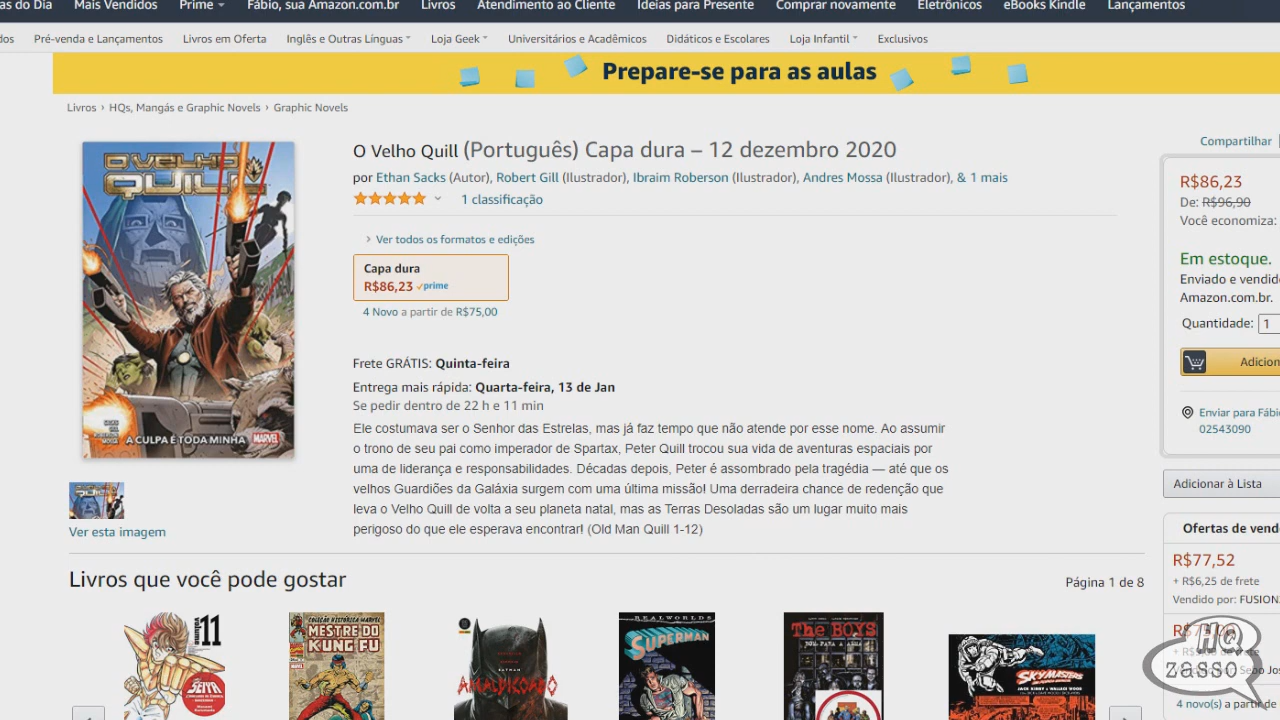 as do Dia Mais Vendidos Prime Fábio, sua Amazon.com.br Livros Atendimento ao Cliente Ideias para Presente Comprar novamente Eletrônicos eBooks Kindle Lançamentos
dos Pré-venda e Lançamentos Livros em Oferta Inglês e Outras Línguas Loja Geek Universitários e Acadêmicos Didáticos e Escolares Loja Infantil Exclusivos
Prepare-se para as aulas
Livros › HQs, Mangás e Graphic Novels › Graphic Novels
O VELHO
QUILL
A CULPA É TODA MINHA
MARVEL
Ver esta imagem
O Velho Quill (Português) Capa dura – 12 dezembro 2020
por Ethan Sacks (Autor), Robert Gill (Ilustrador), Ibraim Roberson (Ilustrador), Andres Mossa (Ilustrador), & 1 mais
1 classificação
› Ver todos os formatos e edições
Capa dura
R$86,23 prime
4 Novo a partir de R$75,00
Frete GRÁTIS: Quinta-feira
Entrega mais rápida: Quarta-feira, 13 de Jan
Se pedir dentro de 22 h e 11 min
Ele costumava ser o Senhor das Estrelas, mas já faz tempo que não atende por esse nome. Ao assumir
o trono de seu pai como imperador de Spartax, Peter Quill trocou sua vida de aventuras espaciais por
uma de liderança e responsabilidades. Décadas depois, Peter é assombrado pela tragédia — até que os
velhos Guardiões da Galáxia surgem com uma última missão! Uma derradeira chance de redenção que
leva o Velho Quill de volta a seu planeta natal, mas as Terras Desoladas são um lugar muito mais
perigoso do que ele esperava encontrar! (Old Man Quill 1-12)
Compartilhar
R$86,23
De: R$96,90
Você economiza:
Em estoque.
Enviado e vendido
Amazon.com.br.
Quantidade: 1
Adicion
Enviar para Fábi
02543090
Adicionar à Lista
Ofertas de vend
R$77,52
+ R$6,25 de frete
Vendido por: FUSION
4 novo(s) a partir de
HQ
zasso
Livros que você pode gostar
Página 1 de 8
volume 11
SEIYA
COLEÇÃO HISTÓRICA MARVEL
MESTRE DO
KUNG FU
BATMAN
AMALDIÇOADO
REALWORLDS
SUPERMAN
The BOYS
SKYMASTERS
JACK KIRBY e WALLACE WOOD